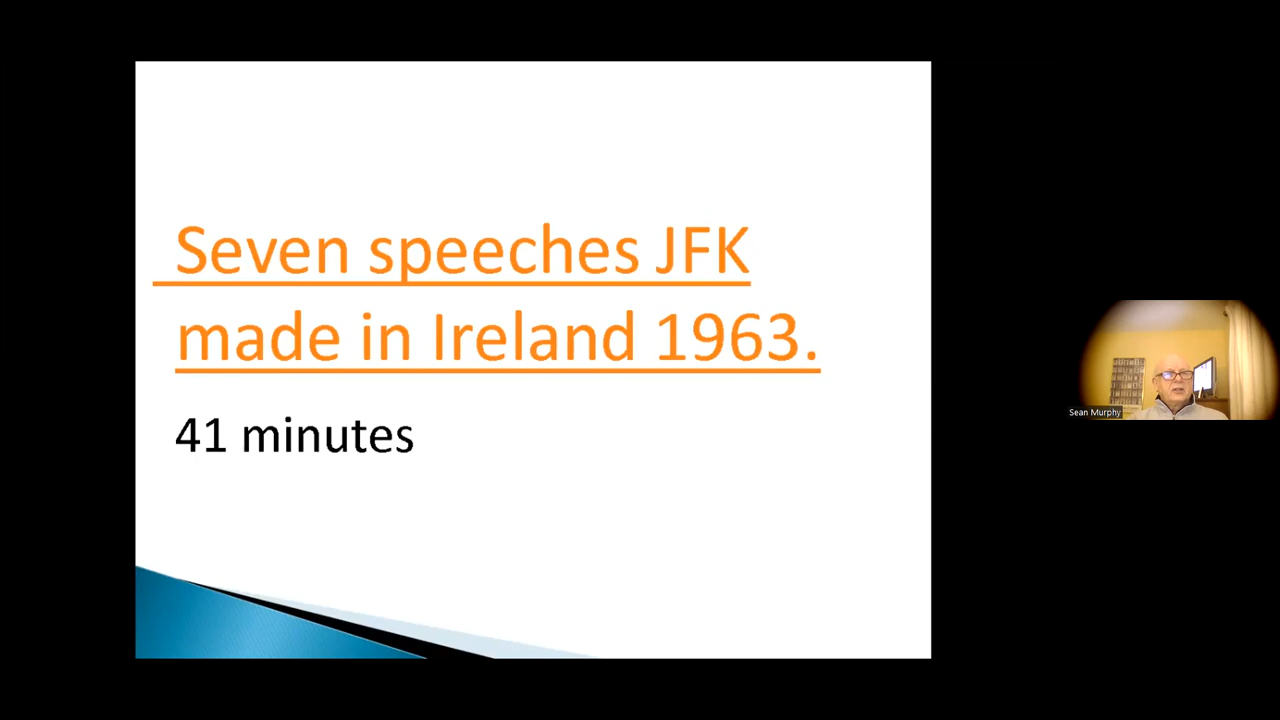 Seven speeches JFK
made in Ireland 1963.
41 minutes
Sean Murphy